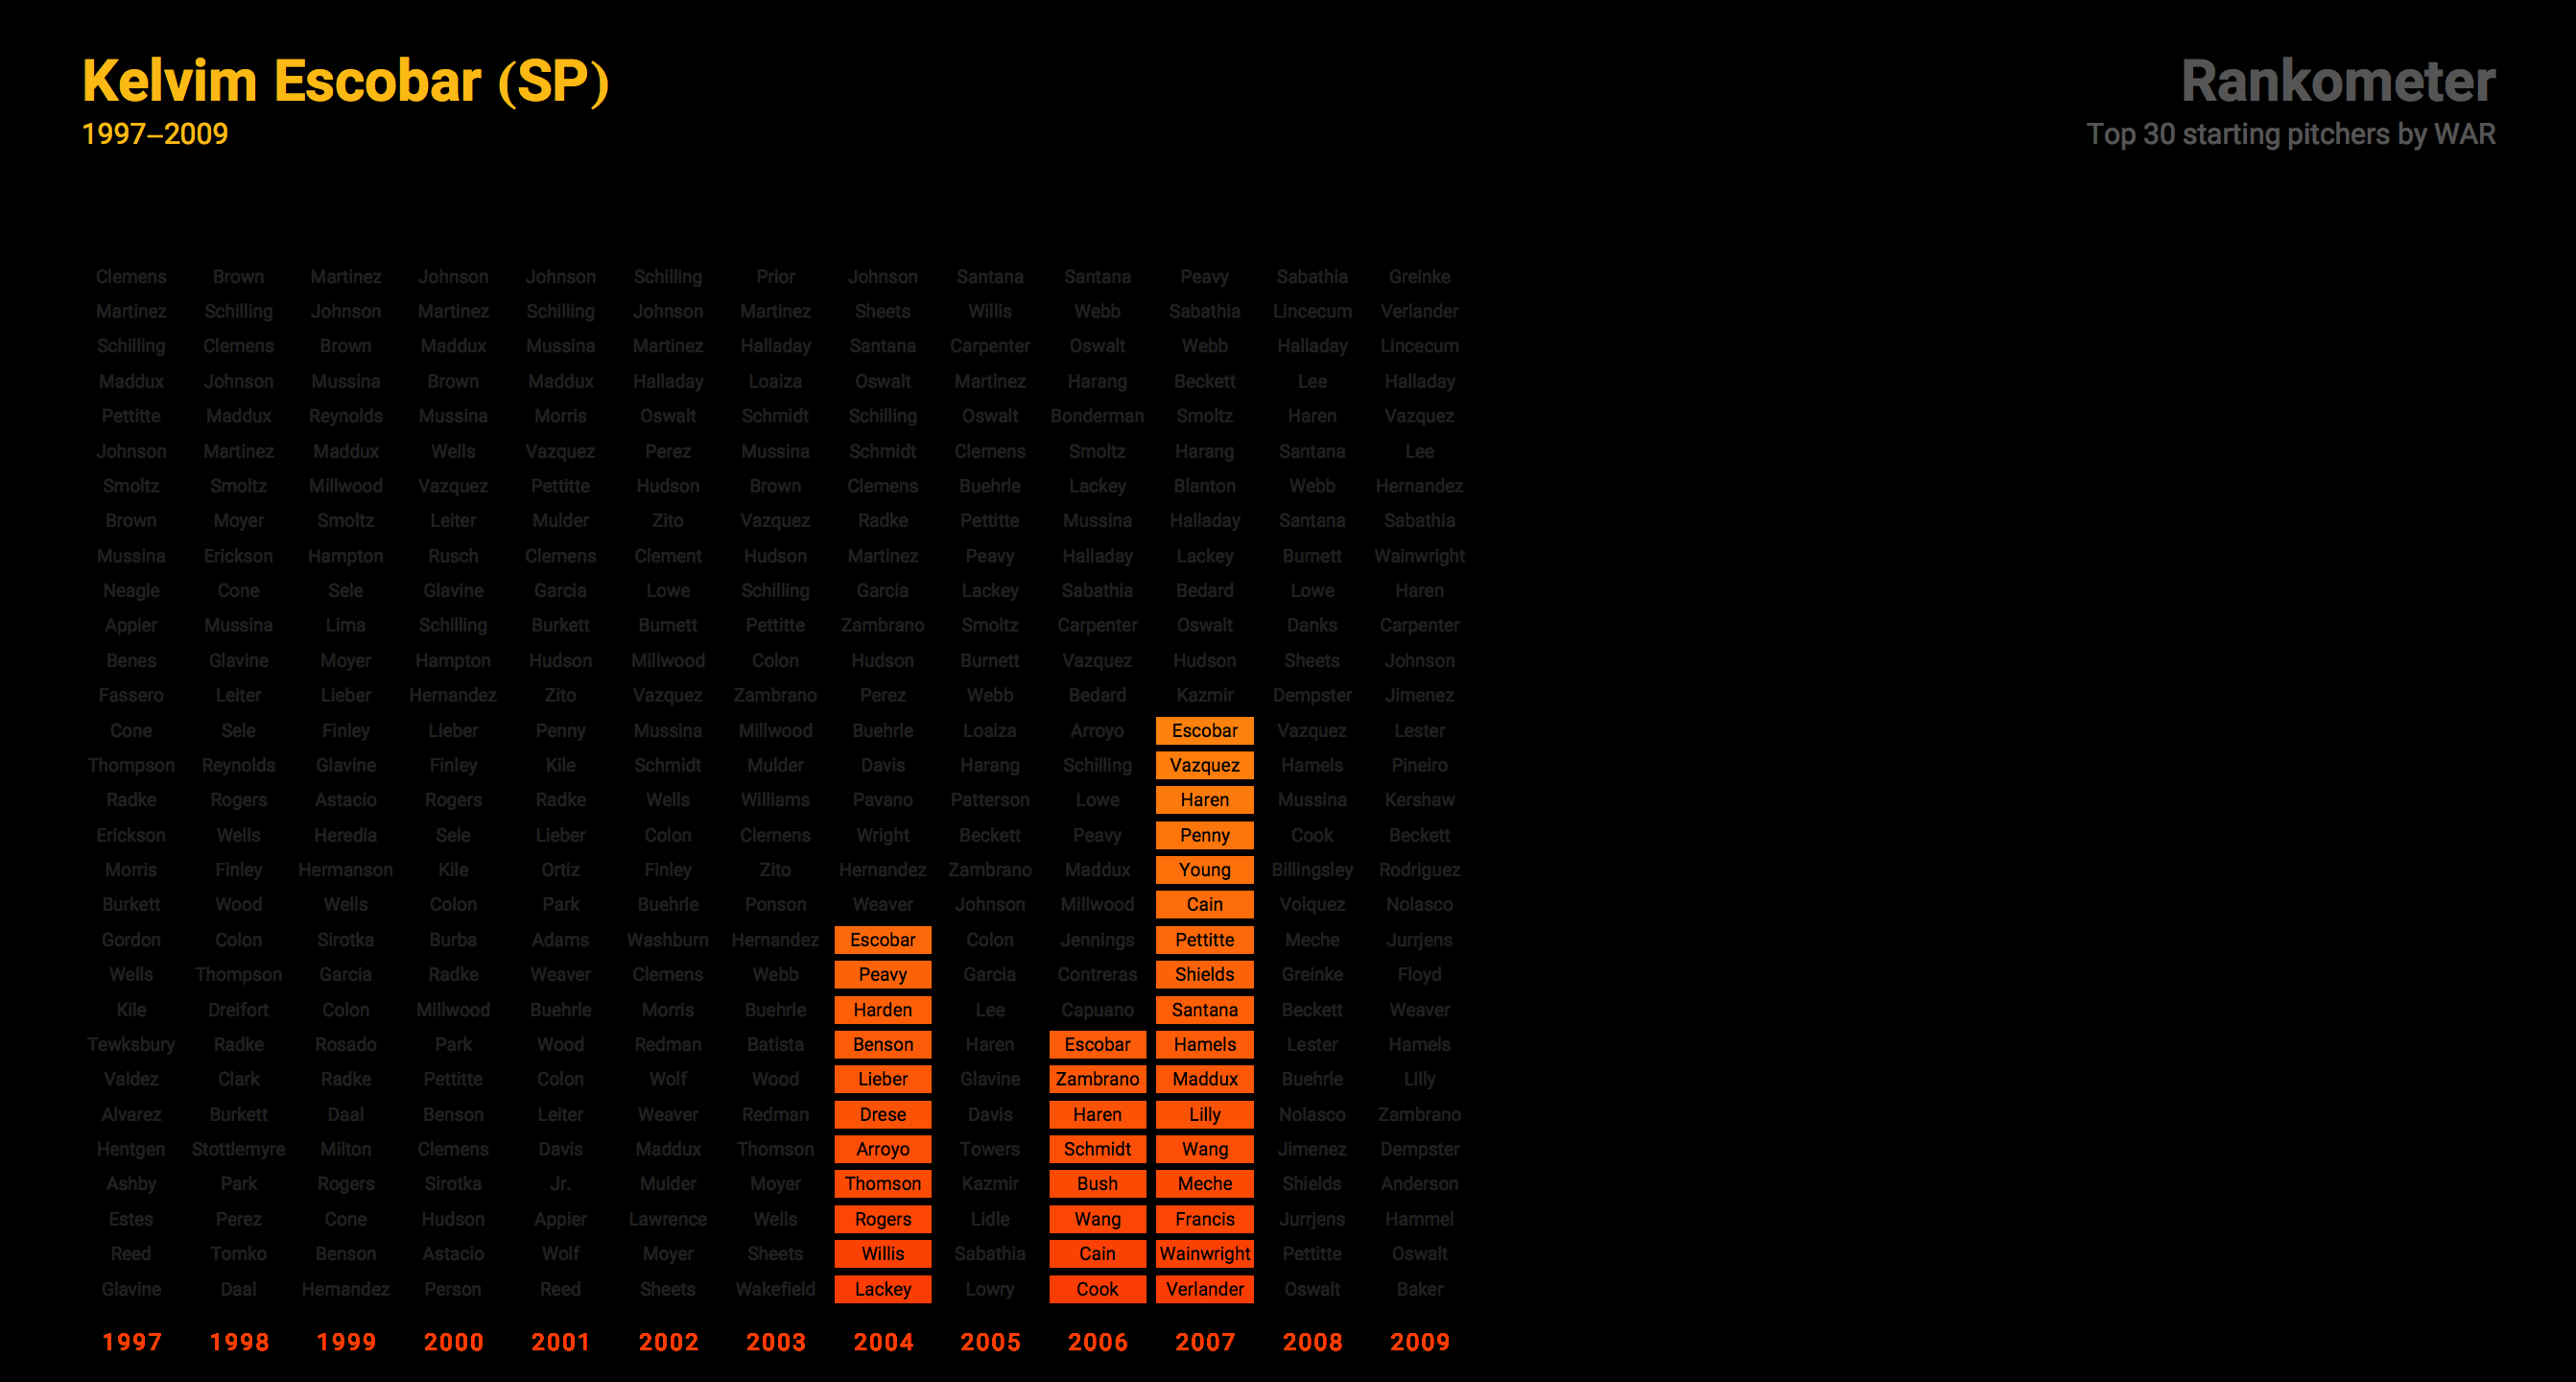 Kelvim Escobar (SP)
1997–2009
Rankometer
Top 30 starting pitchers by WAR
Clemens Brown Martinez Johnson Johnson Schilling Prior Johnson Santana Santana Peavy Sabathia Greinke
Martinez Schilling Johnson Martinez Schilling Johnson Martinez Sheets Willis Webb Sabathia Lincecum Verlander
Schilling Clemens Brown Maddux Mussina Martinez Halladay Santana Carpenter Oswalt Webb Halladay Lincecum
Maddux Johnson Mussina Brown Maddux Halladay Loaiza Oswalt Martinez Harang Beckett Lee Halladay
Pettitte Maddux Reynolds Mussina Morris Oswalt Schmidt Schilling Oswalt Bonderman Smoltz Haren Vazquez
Johnson Martinez Maddux Wells Vazquez Perez Mussina Schmidt Clemens Smoltz Harang Santana Lee
Smoltz Smoltz Millwood Vazquez Pettitte Hudson Brown Clemens Buehrle Lackey Blanton Webb Hernandez
Brown Moyer Smoltz Leiter Mulder Zito Vazquez Radke Pettitte Mussina Halladay Santana Sabathia
Mussina Erickson Hampton Rusch Clemens Clement Hudson Martinez Peavy Halladay Lackey Burnett Wainwright
Neagle Cone Sele Glavine Garcia Lowe Schilling Garcia Lackey Sabathia Bedard Lowe Haren
Appier Mussina Lima Schilling Burkett Burnett Pettitte Zambrano Smoltz Carpenter Oswalt Danks Carpenter
Benes Glavine Moyer Hampton Hudson Millwood Colon Hudson Burnett Vazquez Hudson Sheets Johnson
Fassero Leiter Lieber Hernandez Zito Vazquez Zambrano Perez Webb Bedard Kazmir Dempster Jimenez
Cone Sele Finley Lieber Penny Mussina Millwood Buehrle Loaiza Arroyo Escobar Vazquez Lester
Thompson Reynolds Glavine Finley Kile Schmidt Mulder Davis Harang Schilling Vazquez Hamels Pineiro
Radke Rogers Astacio Rogers Radke Wells Williams Pavano Patterson Lowe Haren Mussina Kershaw
Erickson Wells Heredia Sele Lieber Colon Clemens Wright Beckett Peavy Penny Cook Beckett
Morris Finley Hermanson Kile Ortiz Finley Zito Hernandez Zambrano Maddux Young Billingsley Rodriguez
Burkett Wood Wells Colon Park Buehrle Ponson Weaver Johnson Millwood Cain Volquez Nolasco
Gordon Colon Sirotka Burba Adams Washburn Hernandez Escobar Colon Jennings Pettitte Meche Jurrjens
Wells Thompson Garcia Radke Weaver Clemens Webb Peavy Garcia Contreras Shields Greinke Floyd
Kile Dreifort Colon Millwood Buehrle Morris Buehrle Harden Lee Capuano Santana Beckett Weaver
Tewksbury Radke Rosado Park Wood Redman Batista Benson Haren Escobar Hamels Lester Hamels
Valdez Clark Radke Pettitte Colon Wolf Wood Lieber Glavine Zambrano Maddux Buehrle Lilly
Alvarez Burkett Daal Benson Leiter Weaver Redman Drese Davis Haren Lilly Nolasco Zambrano
Hentgen Stottlemyre Milton Clemens Davis Maddux Thomson Arroyo Towers Schmidt Wang Jimenez Dempster
Ashby Park Rogers Sirotka Jr. Mulder Moyer Thomson Kazmir Bush Meche Shields Anderson
Estes Perez Cone Hudson Appier Lawrence Wells Rogers Lidle Wang Francis Jurrjens Hammel
Reed Tomko Benson Astacio Wolf Moyer Sheets Willis Sabathia Cain Wainwright Pettitte Oswalt
Glavine Daal Hernandez Person Reed Sheets Wakefield Lackey Lowry Cook Verlander Oswalt Baker
1997 1998 1999 2000 2001 2002 2003 2004 2005 2006 2007 2008 2009